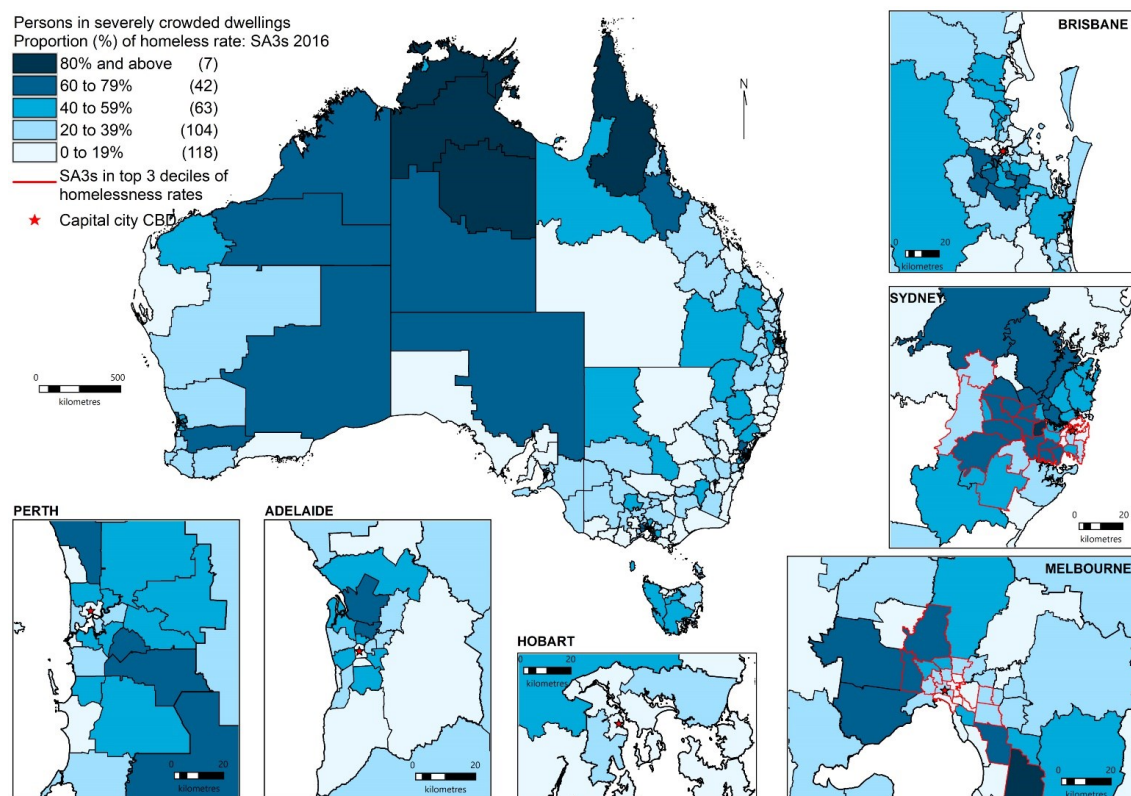 Persons in severely crowded dwellings
Proportion (%) of homeless rate: SA3s 2016
80% and above (7)
60 to 79% (42)
40 to 59% (63)
20 to 39% (104)
0 to 19% (118)
SA3s in top 3 deciles of
homelessness rates
Capital city CBD
N
0 500
kilometres
BRISBANE
0 20
kilometres
SYDNEY
0 20
kilometres
PERTH
0 20
kilometres
ADELAIDE
0 20
kilometres
HOBART
0 20
kilometres
MELBOURNE
0 20
kilometres